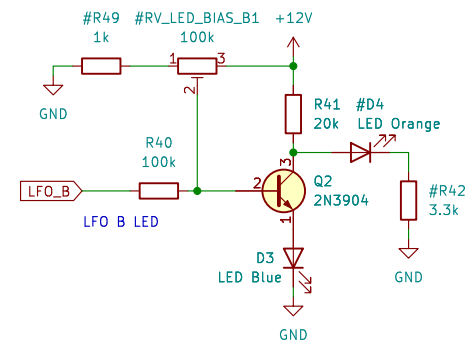 #R49
1k
#RV_LED_BIAS_B1
100k
+12V
1
3
2
GND
R41
20k
#D4
LED Orange
R40
100k
3
LFO_B
2
Q2
2N3904
#R42
3.3k
LFO B LED
1
D3
LED Blue
GND
GND